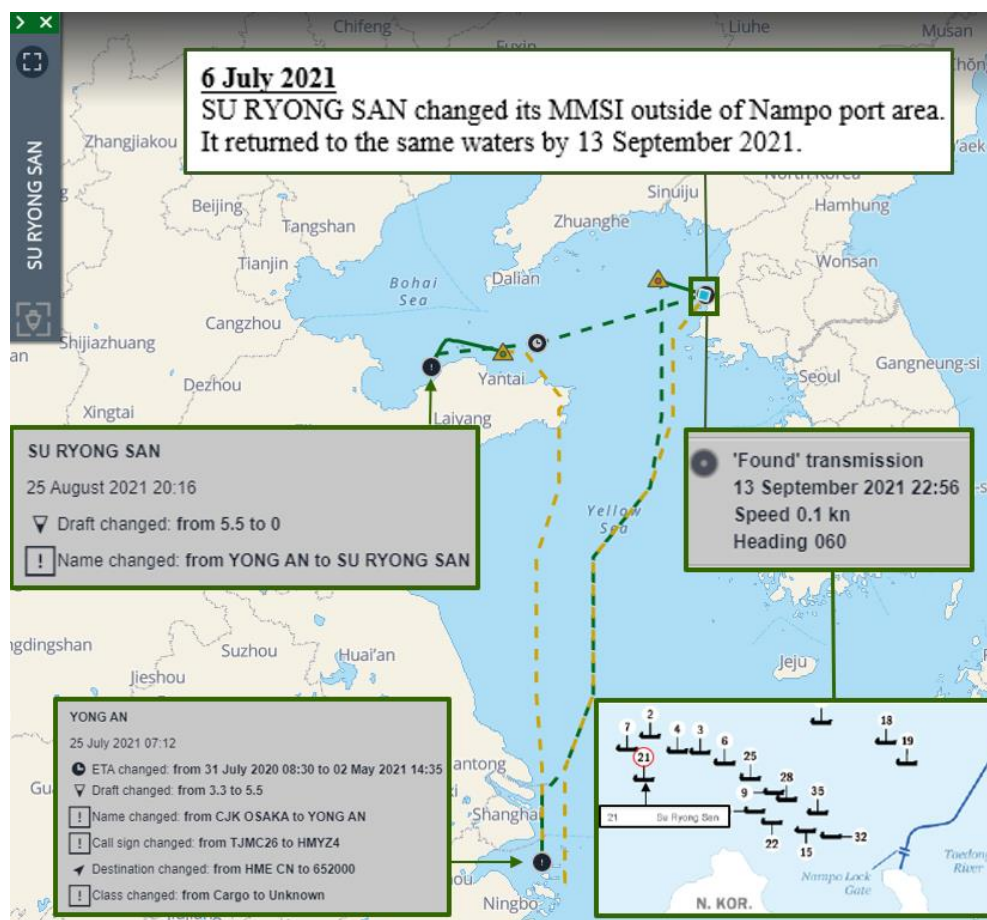 SU RYONG SAN
6 July 2021
SU RYONG SAN changed its MMSI outside of Nampo port area.
It returned to the same waters by 13 September 2021.
Chifeng
Liuhe
Musan
Zhangjiakou
Sinuiju
Beijing
Zhuanghe
Hamhung
Tangshan
Tianjin
Wonsan
Bohai
Sea
Dalian
Cangzhou
Shijiazhuang
Gangneung-si
Yantai
Seoul
Dezhou
Xingtai
Laiyang
SU RYONG SAN
25 August 2021 20:16
Draft changed: from 5.5 to 0
! Name changed: from YONG AN to SU RYONG SAN
'Found' transmission
13 September 2021 22:56
Speed 0.1 kn
Heading 060
Yellow
Sea
Suzhou
Huai'an
Jieshou
Jeju
YONG AN
25 July 2021 07:12
ETA changed: from 31 July 2020 08:30 to 02 May 2021 14:35
Draft changed: from 3.3 to 5.5
! Name changed: from CJK OSAKA to YONG AN
! Call sign changed: from TJMC26 to HMYZ4
Destination changed: from HME CN to 652000
! Class changed: from Cargo to Unknown
antong
Shanghai
Ningbo
7 2 4 3 6 25 18 19
21
9 28 35
22 15 32
21 Su Ryong San
Nampo Lock
Gate
Taedong
River
N. KOR.